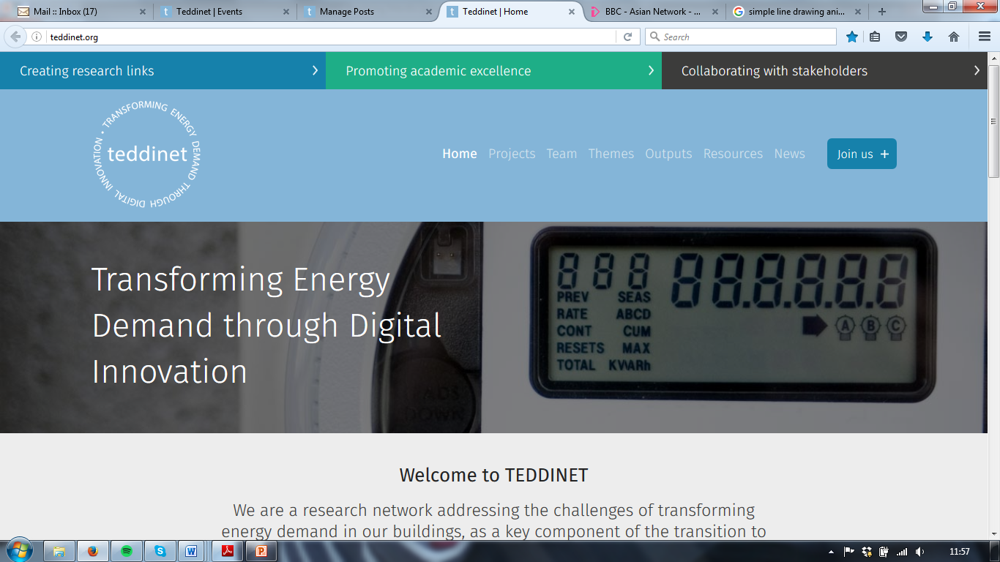 Mail :: Inbox (17)
Teddinet | Events
Manage Posts
Teddinet | Home
BBC - Asian Network - ...
simple line drawing ani...
teddinet.org
Search
Creating research links
Promoting academic excellence
Collaborating with stakeholders
• TRANSFORMING ENERGY DEMAND THROUGH DIGITAL INNOVATION
teddinet
Home Projects Team Themes Outputs Resources News Join us +
Transforming Energy
Demand through Digital
Innovation
888 88.8.8.8.8
PREV SEAS
RATE ABCD
CONT CUM
RESETS MAX
TOTAL KVARh
A B C
ADS
DOWN
Welcome to TEDDINET
We are a research network addressing the challenges of transforming
energy demand in our buildings, as a key component of the transition to
11:57